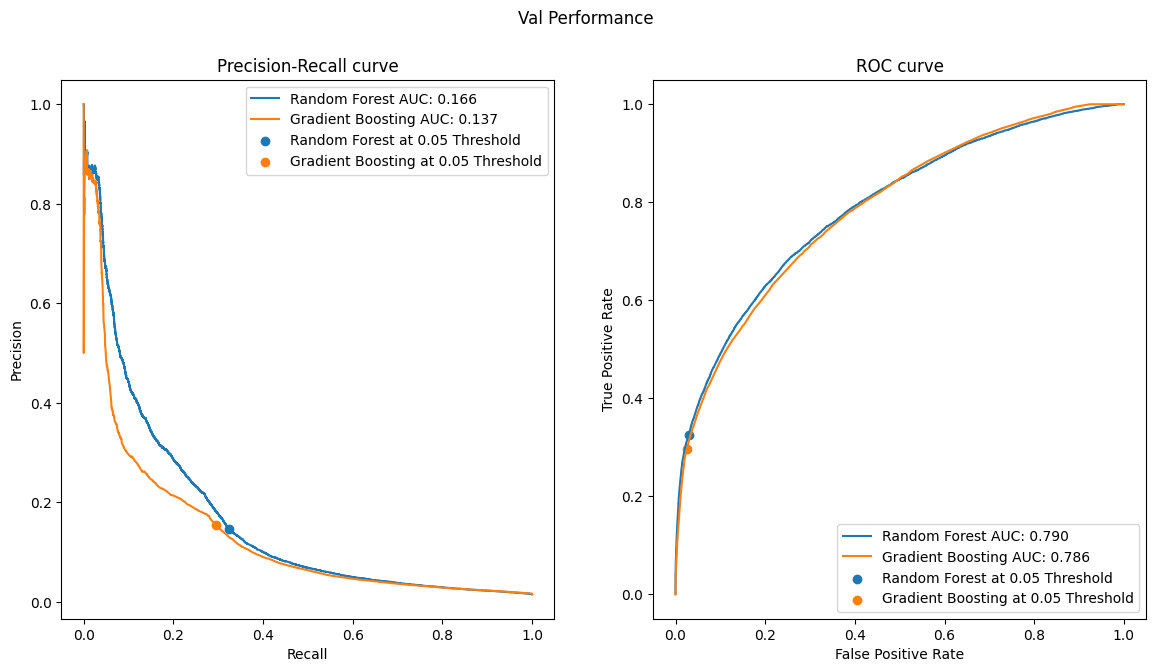 Val Performance
Precision-Recall curve
Random Forest AUC: 0.166
Gradient Boosting AUC: 0.137
Random Forest at 0.05 Threshold
Gradient Boosting at 0.05 Threshold
1.0
0.8
0.6
0.4
0.2
0.0
Precision
0.0 0.2 0.4 0.6 0.8 1.0
Recall
ROC curve
1.0
0.8
0.6
0.4
0.2
0.0
True Positive Rate
Random Forest AUC: 0.790
Gradient Boosting AUC: 0.786
Random Forest at 0.05 Threshold
Gradient Boosting at 0.05 Threshold
0.0 0.2 0.4 0.6 0.8 1.0
False Positive Rate